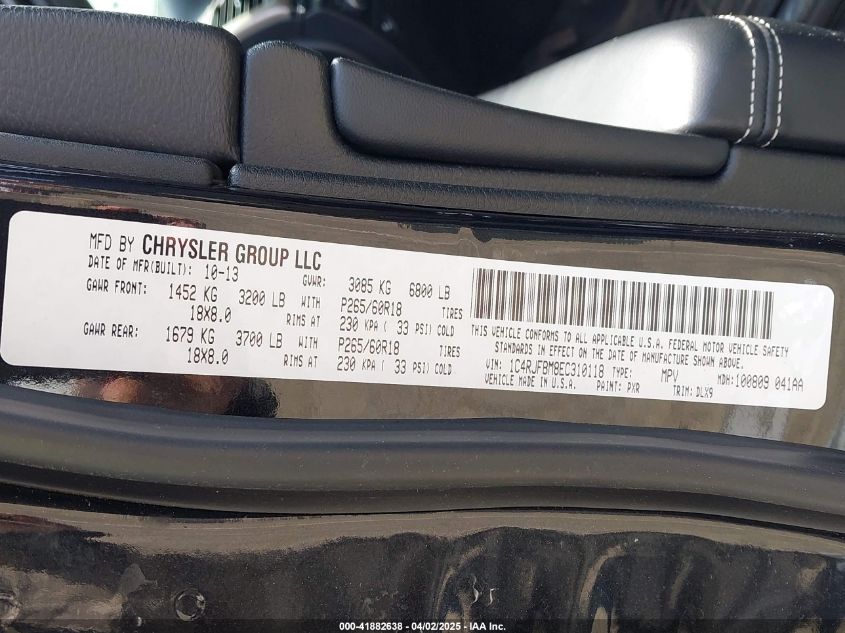 MFD BY CHRYSLER GROUP LLC
DATE OF MFR(BUILT): 10-13 GVWR: 3085 KG 6800 LB
GAWR FRONT: 1452 KG 3200 LB WITH P265/60R18 TIRES
18X8.0 RIMS AT 230 KPA ( 33 PSI) COLD
GAWR REAR: 1679 KG 3700 LB WITH P265/60R18 TIRES
18X8.0 RIMS AT 230 KPA ( 33 PSI) COLD
THIS VEHICLE CONFORMS TO ALL APPLICABLE U.S.A. FEDERAL MOTOR VEHICLE SAFETY
STANDARDS IN EFFECT ON THE DATE OF MANUFACTURE SHOWN ABOVE.
VIN: 1C4RJFBM8EC310118 TYPE: MPV MDH: 100809 041AA
VEHICLE MADE IN U.S.A. PAINT: PXR TRIM: DLX9
000-41882638 - 04/02/2025 - IAA Inc.